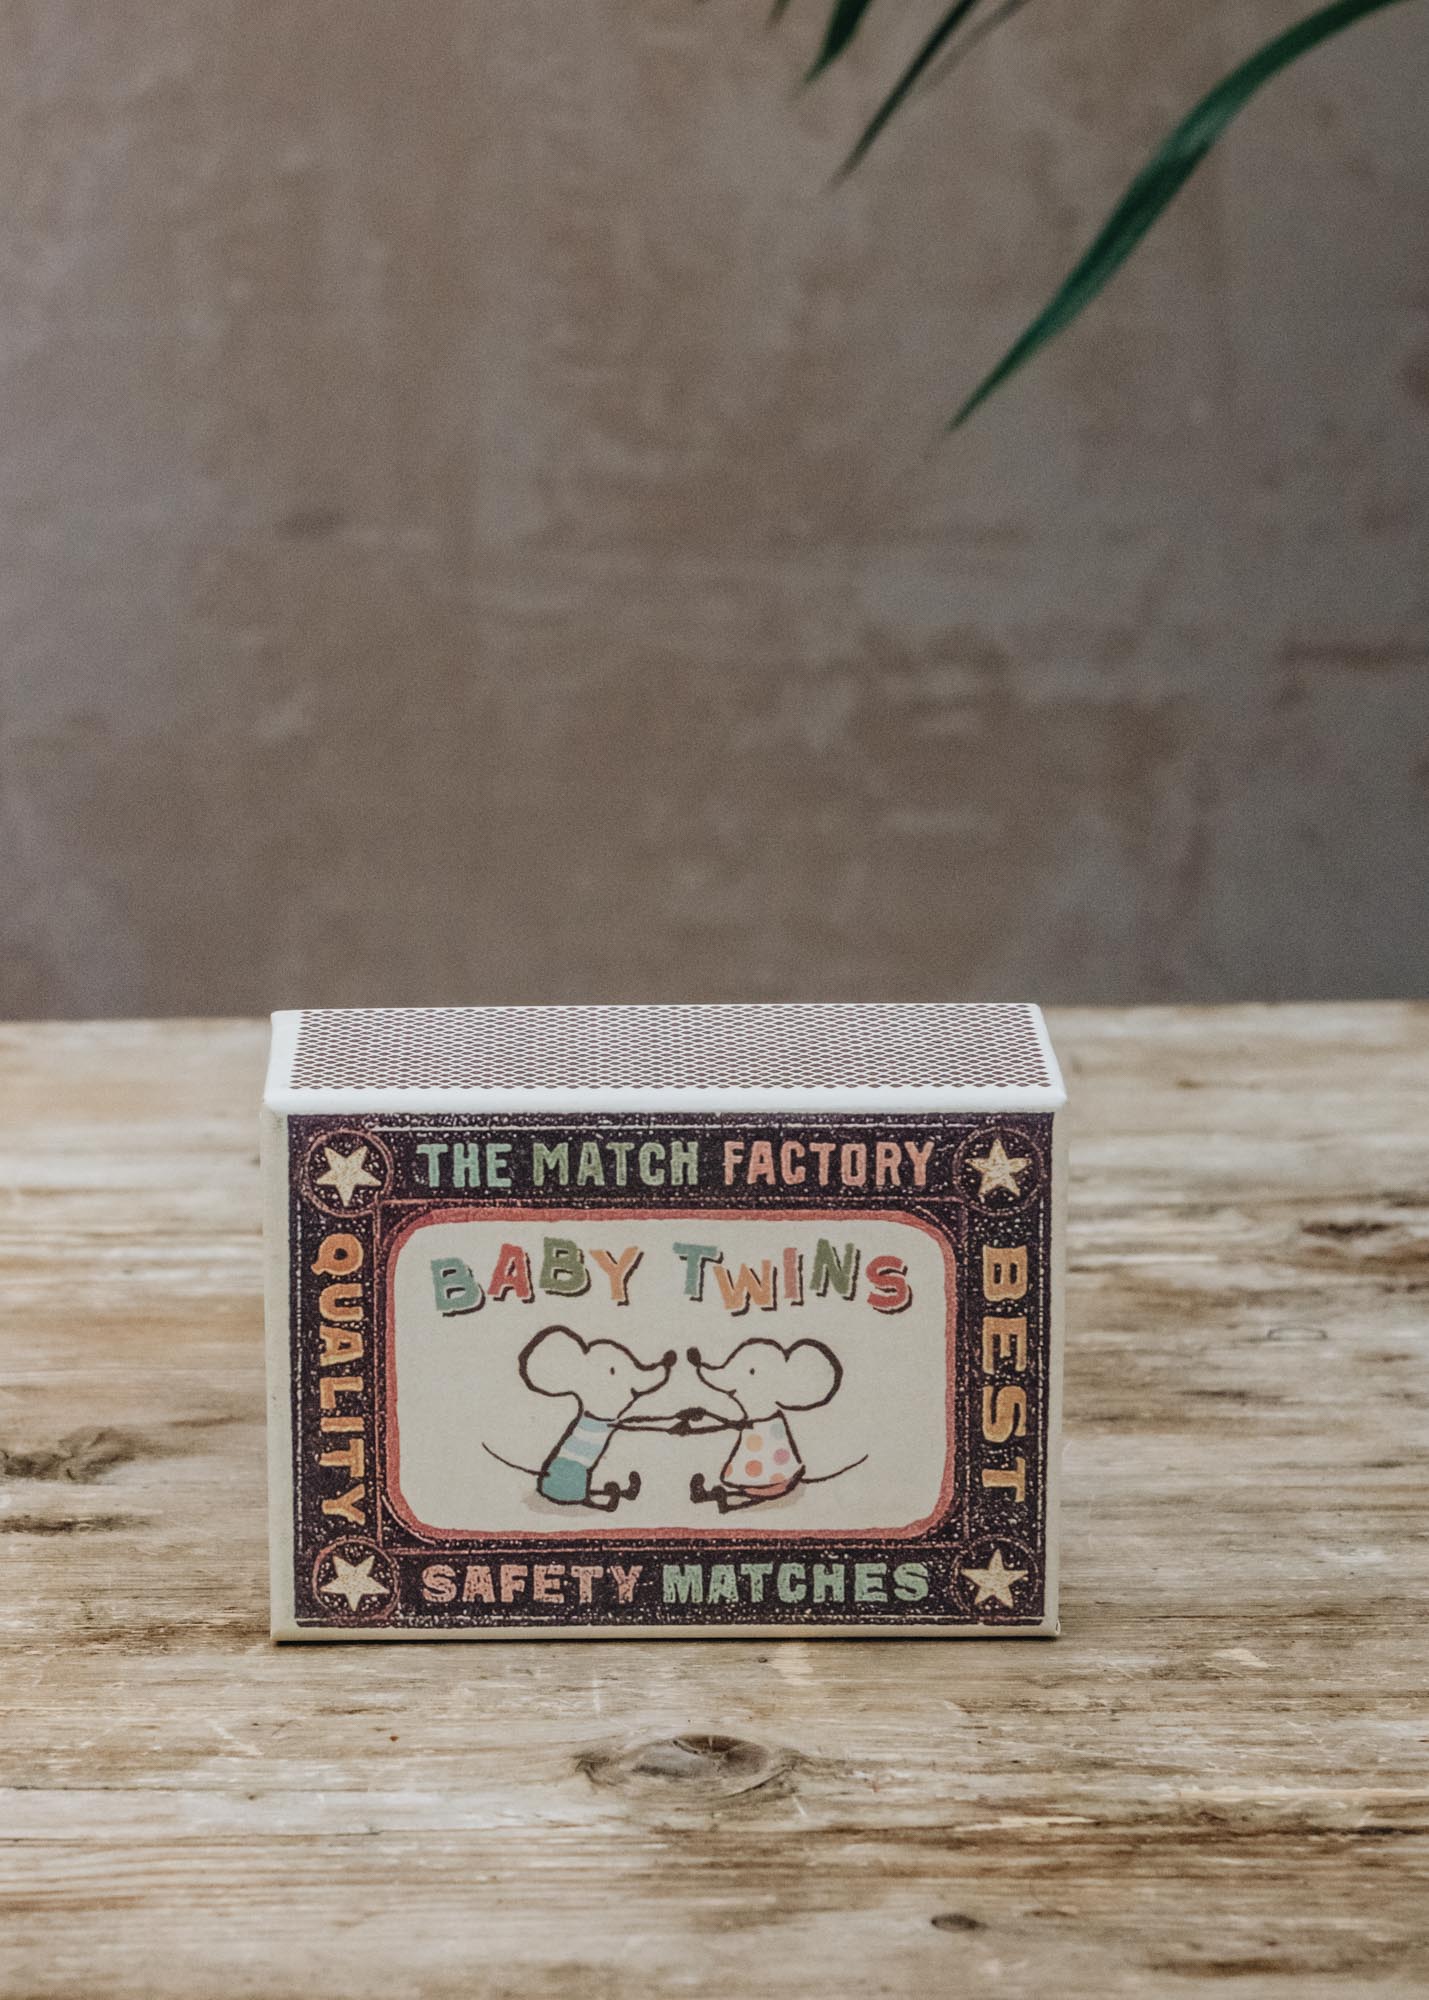 THE MATCH FACTORY
BABY TWINS
QUALITY
BEST
SAFETY MATCHES